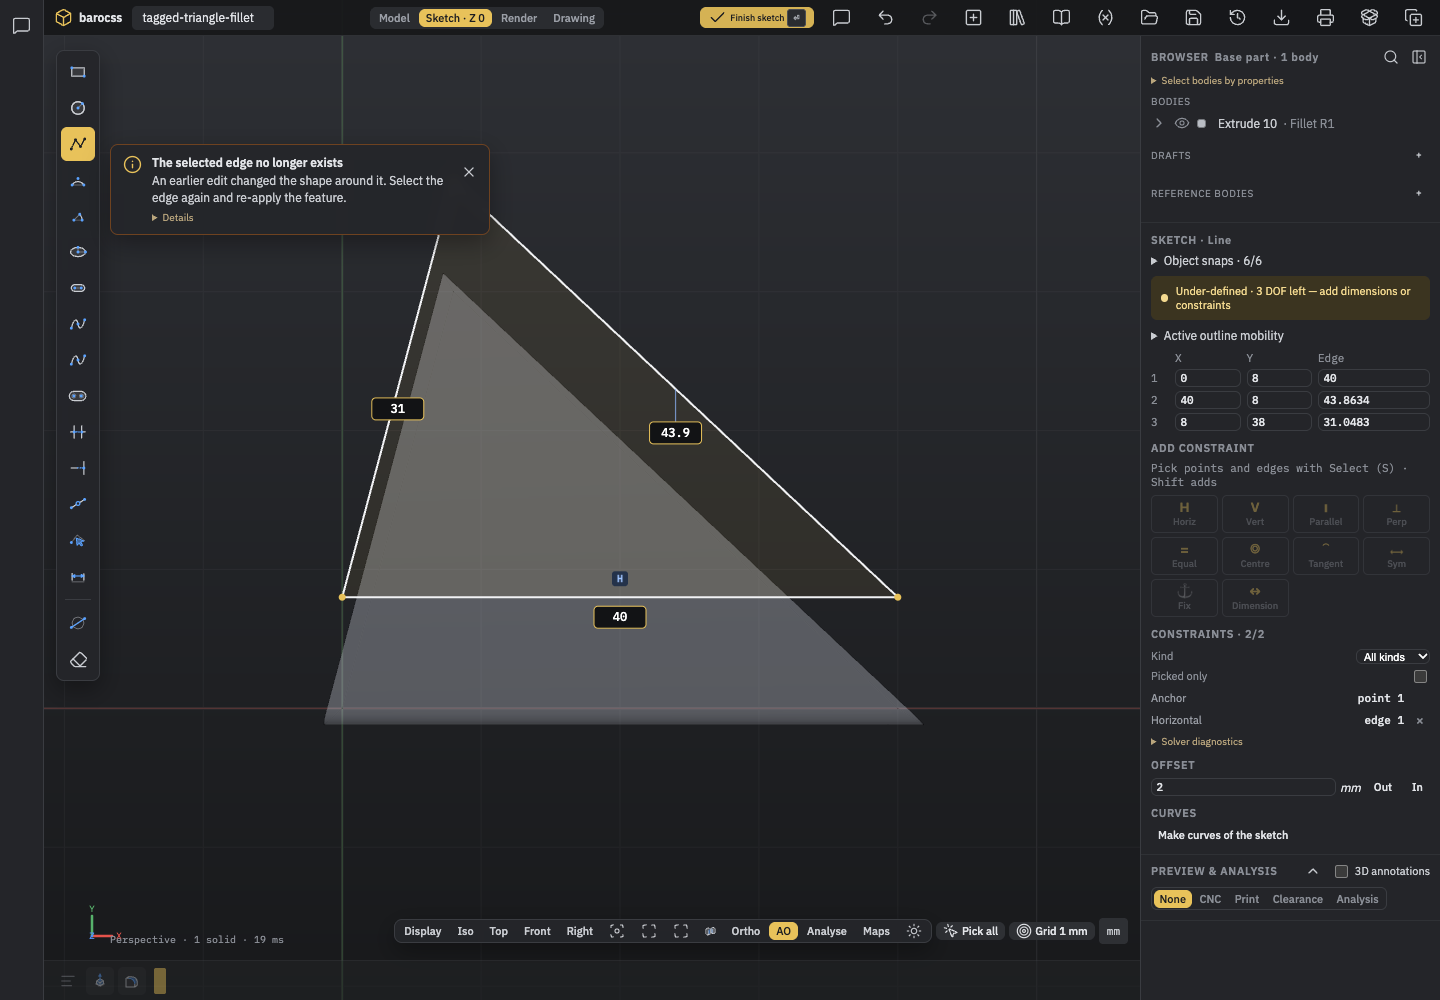 barocss
tagged-triangle-fillet
Model
Sketch · Z 0
Render
Drawing
Finish sketch
The selected edge no longer exists
An earlier edit changed the shape around it. Select the
edge again and re-apply the feature.
Details
31
43.9
H
40
Y
X
Z
Perspective · 1 solid · 19 ms
Display
Iso
Top
Front
Right
Ortho
AO
Analyse
Maps
Pick all
Grid 1 mm
mm
BROWSER Base part · 1 body
Select bodies by properties
BODIES
Extrude 10 · Fillet R1
DRAFTS
REFERENCE BODIES
SKETCH · Line
Object snaps · 6/6
Under-defined · 3 DOF left — add dimensions or
constraints
Active outline mobility
X Y Edge
1 0 8 40
2 40 8 43.8634
3 8 38 31.0483
ADD CONSTRAINT
Pick points and edges with Select (S) ·
Shift adds
H V
Horiz Vert Parallel Perp
Equal Centre Tangent Sym
Fix Dimension
CONSTRAINTS · 2/2
Kind All kinds
Picked only
Anchor point 1
Horizontal edge 1 ×
Solver diagnostics
OFFSET
2 mm Out In
CURVES
Make curves of the sketch
PREVIEW & ANALYSIS 3D annotations
None CNC Print Clearance Analysis